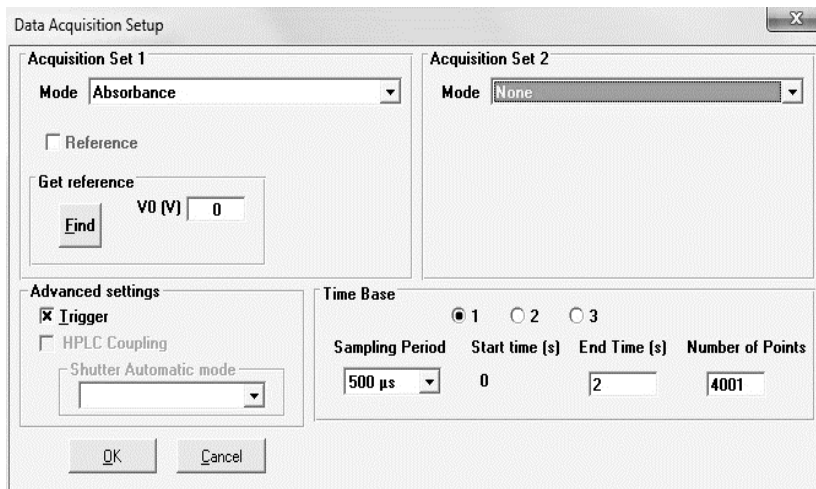 Data Acquisition Setup
x
Acquisition Set 1
Mode Absorbance
Reference
Get reference
V0 (V) 0
Find
Acquisition Set 2
Mode None
Advanced settings
Trigger
HPLC Coupling
Shutter Automatic mode
Time Base
1 2 3
Sampling Period Start time (s) End Time (s) Number of Points
500 µs 0 2 4001
OK Cancel